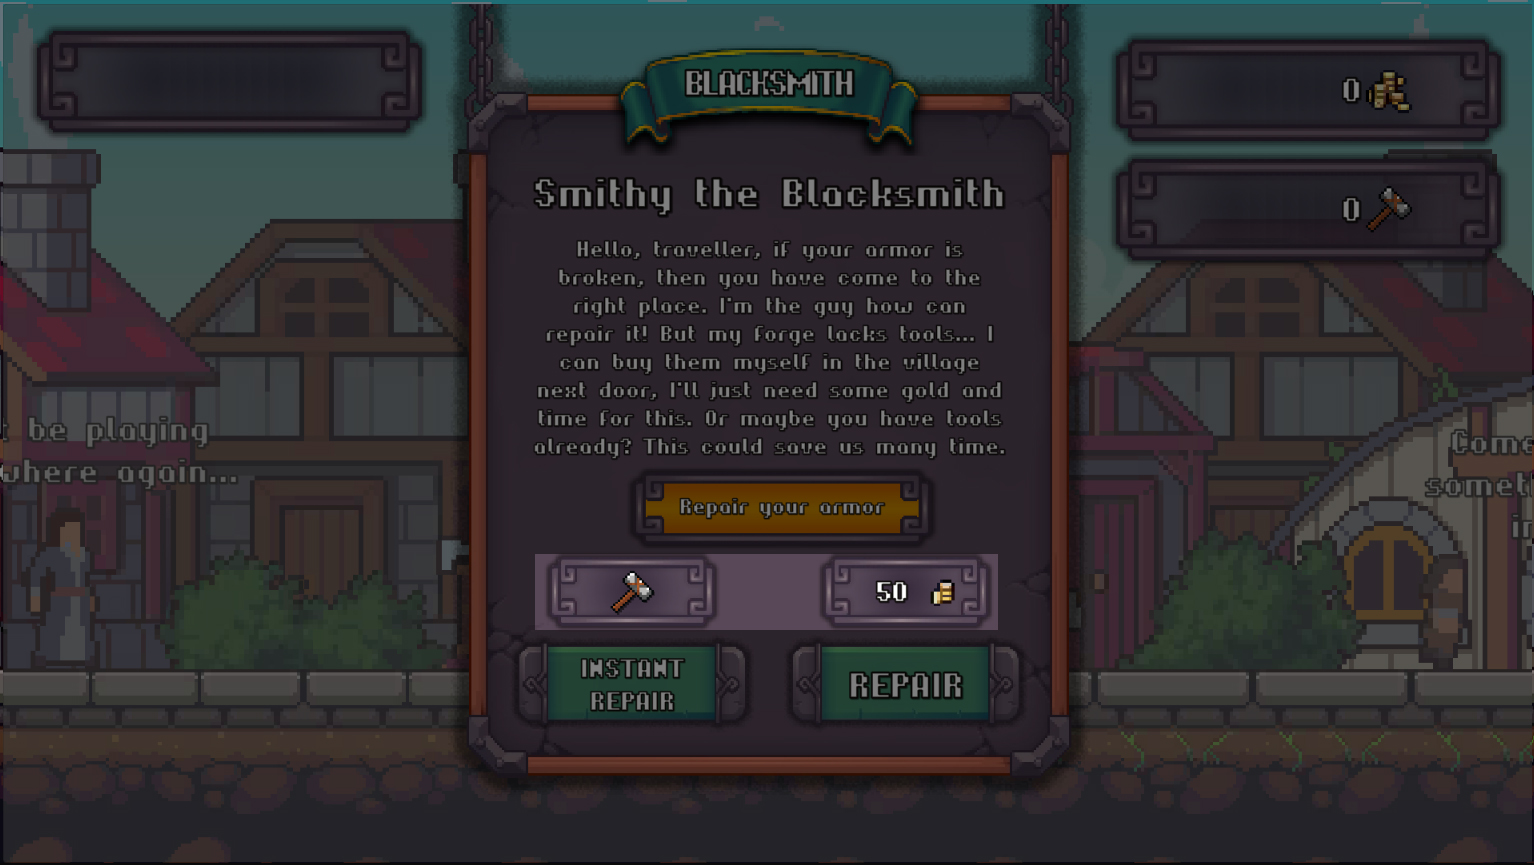 BLACKSMITH
0
0
Smithy the Blacksmith
Hello, traveller, if your armor is
broken, then you have come to the
right place. I'm the guy how can
repair it! But my forge lacks tools... I
can buy them myself in the village
next door, I'll just need some gold and
time for this. Or maybe you have tools
already? This could save us many time.
be playing
where again...
Come
somet
in
Repair your armor
50
INSTANT
REPAIR
REPAIR